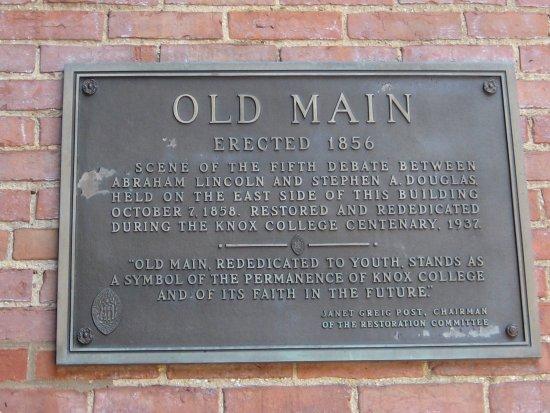 OLD MAIN
ERECTED 1856
SCENE OF THE FIFTH DEBATE BETWEEN
ABRAHAM LINCOLN AND STEPHEN A. DOUGLAS,
HELD ON THE EAST SIDE OF THIS BUILDING
OCTOBER 7, 1858. RESTORED AND REDEDICATED
DURING THE KNOX COLLEGE CENTENARY, 1937.
"OLD MAIN, REDEDICATED TO YOUTH, STANDS AS
A SYMBOL OF THE PERMANENCE OF KNOX COLLEGE
AND OF ITS FAITH IN THE FUTURE."
JANET GREIG POST, CHAIRMAN
OF THE RESTORATION COMMITTEE